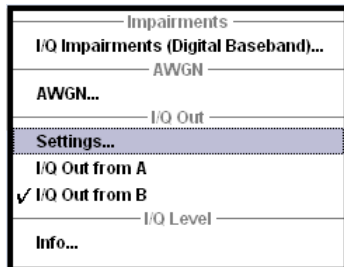 Impairments
I/Q Impairments (Digital Baseband)...
AWGN
AWGN...
I/Q Out
Settings...
I/Q Out from A
✓ I/Q Out from B
I/Q Level
Info...